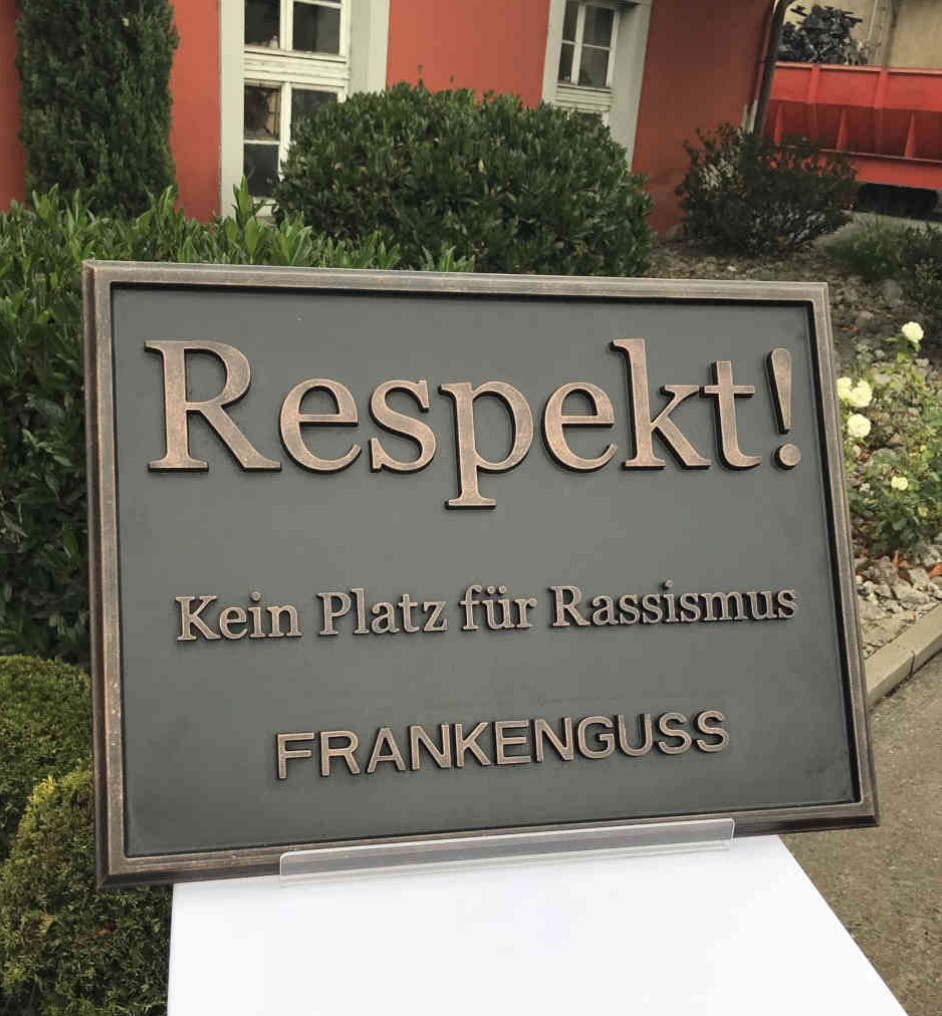 Respekt!
Kein Platz für Rassismus
FRANKENGUSS